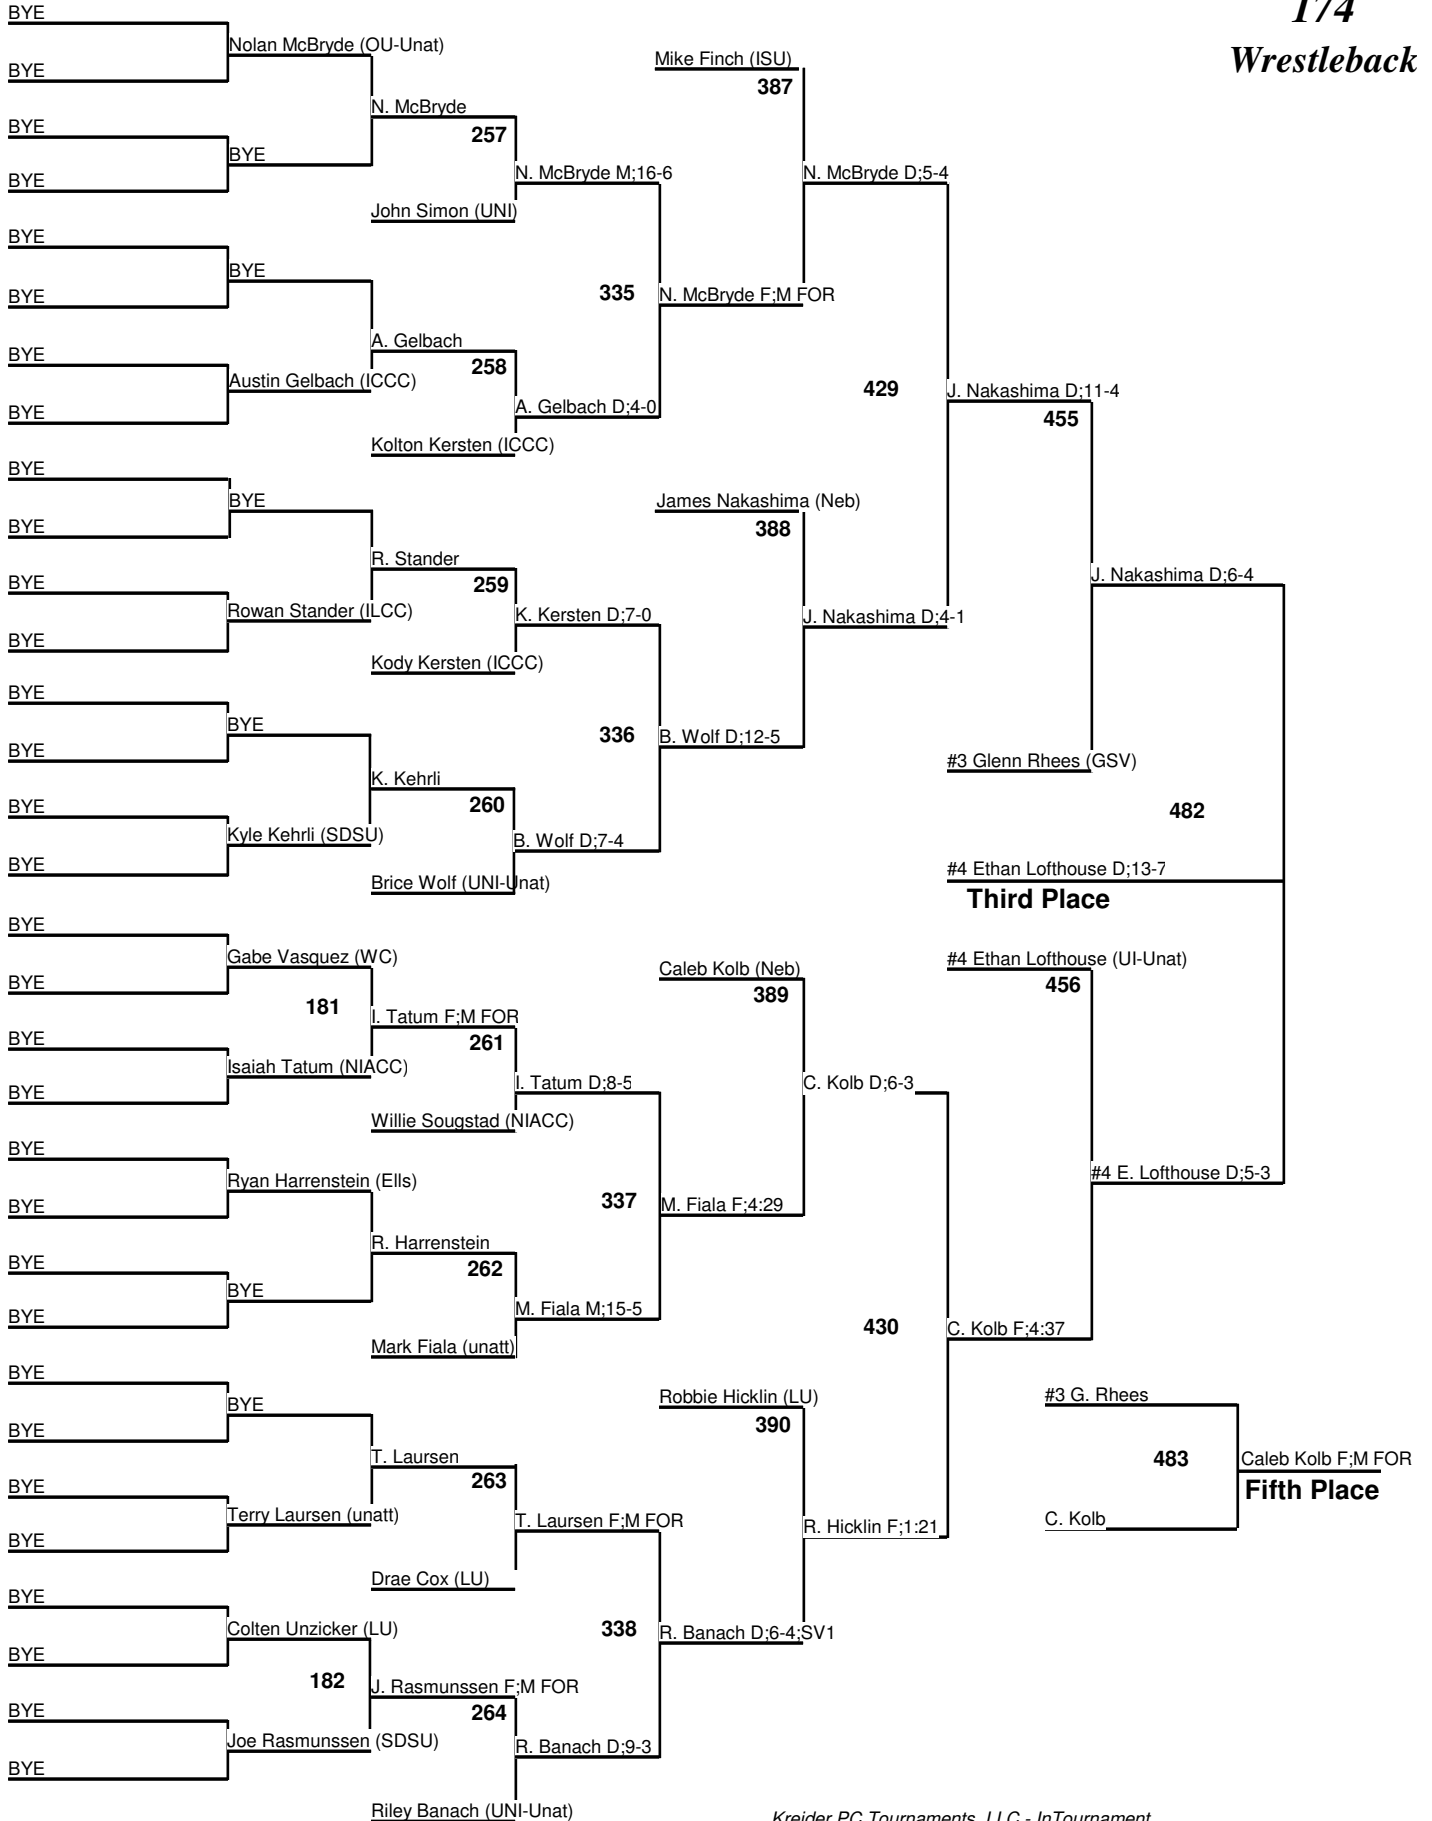 174
Wrestleback
BYE
Nolan McBryde (OU-Unat)
Mike Finch (ISU)
BYE
387
N. McBryde
BYE
257
BYE
N. McBryde M;16-6
N. McBryde D;5-4
BYE
John Simon (UNI)
BYE
BYE
BYE
335
N. McBryde F;M FOR
A. Gelbach
BYE
258
Austin Gelbach (ICCC)
429
J. Nakashima D;11-4
BYE
A. Gelbach D;4-0
455
Kolton Kersten (ICCC)
BYE
BYE
James Nakashima (Neb)
BYE
388
R. Stander
BYE
259
J. Nakashima D;6-4
Rowan Stander (ILCC)
K. Kersten D;7-0
J. Nakashima D;4-1
BYE
Kody Kersten (ICCC)
BYE
BYE
336
B. Wolf D;12-5
BYE
#3 Glenn Rhees (GSV)
K. Kehrli
BYE
260
482
Kyle Kehrli (SDSU)
B. Wolf D;7-4
BYE
#4 Ethan Lofthouse D;13-7
Brice Wolf (UNI-Unat)
Third Place
BYE
Gabe Vasquez (WC)
#4 Ethan Lofthouse (UI-Unat)
BYE
Caleb Kolb (Neb)
456
389
181
I. Tatum F;M FOR
BYE
261
Isaiah Tatum (NIACC)
BYE
I. Tatum D;8-5
C. Kolb D;6-3
Willie Sougstad (NIACC)
BYE
Ryan Harrenstein (Ells)
#4 E. Lofthouse D;5-3
BYE
337
M. Fiala F;4:29
R. Harrenstein
BYE
262
BYE
BYE
M. Fiala M;15-5
430
C. Kolb F;4:37
Mark Fiala (unatt)
BYE
BYE
Robbie Hicklin (LU)
#3 G. Rhees
BYE
390
T. Laursen
483
Caleb Kolb F;M FOR
BYE
263
Fifth Place
Terry Laursen (unatt)
T. Laursen F;M FOR
R. Hicklin F;1:21
C. Kolb
BYE
Drae Cox (LU)
BYE
Colten Unzicker (LU)
338
R. Banach D;6-4;SV1
BYE
182
J. Rasmunssen F;M FOR
BYE
264
Joe Rasmunssen (SDSU)
R. Banach D;9-3
BYE
Riley Banach (UNI-Unat)
Kreider PC Tournaments, LLC - InTournament